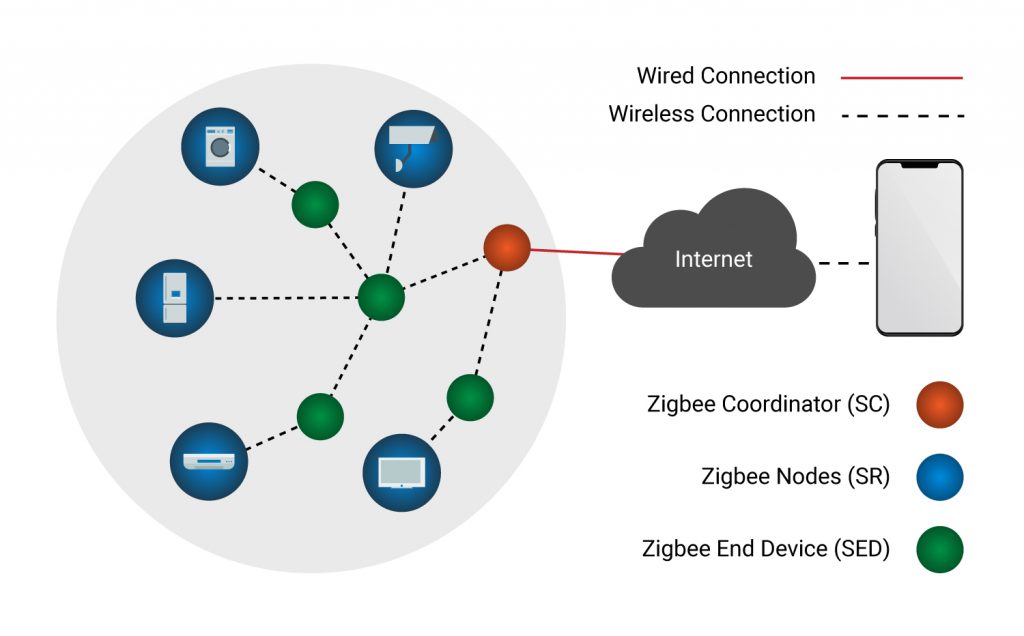 Wired Connection
Wireless Connection
Internet
Zigbee Coordinator (SC)
Zigbee Nodes (SR)
Zigbee End Device (SED)